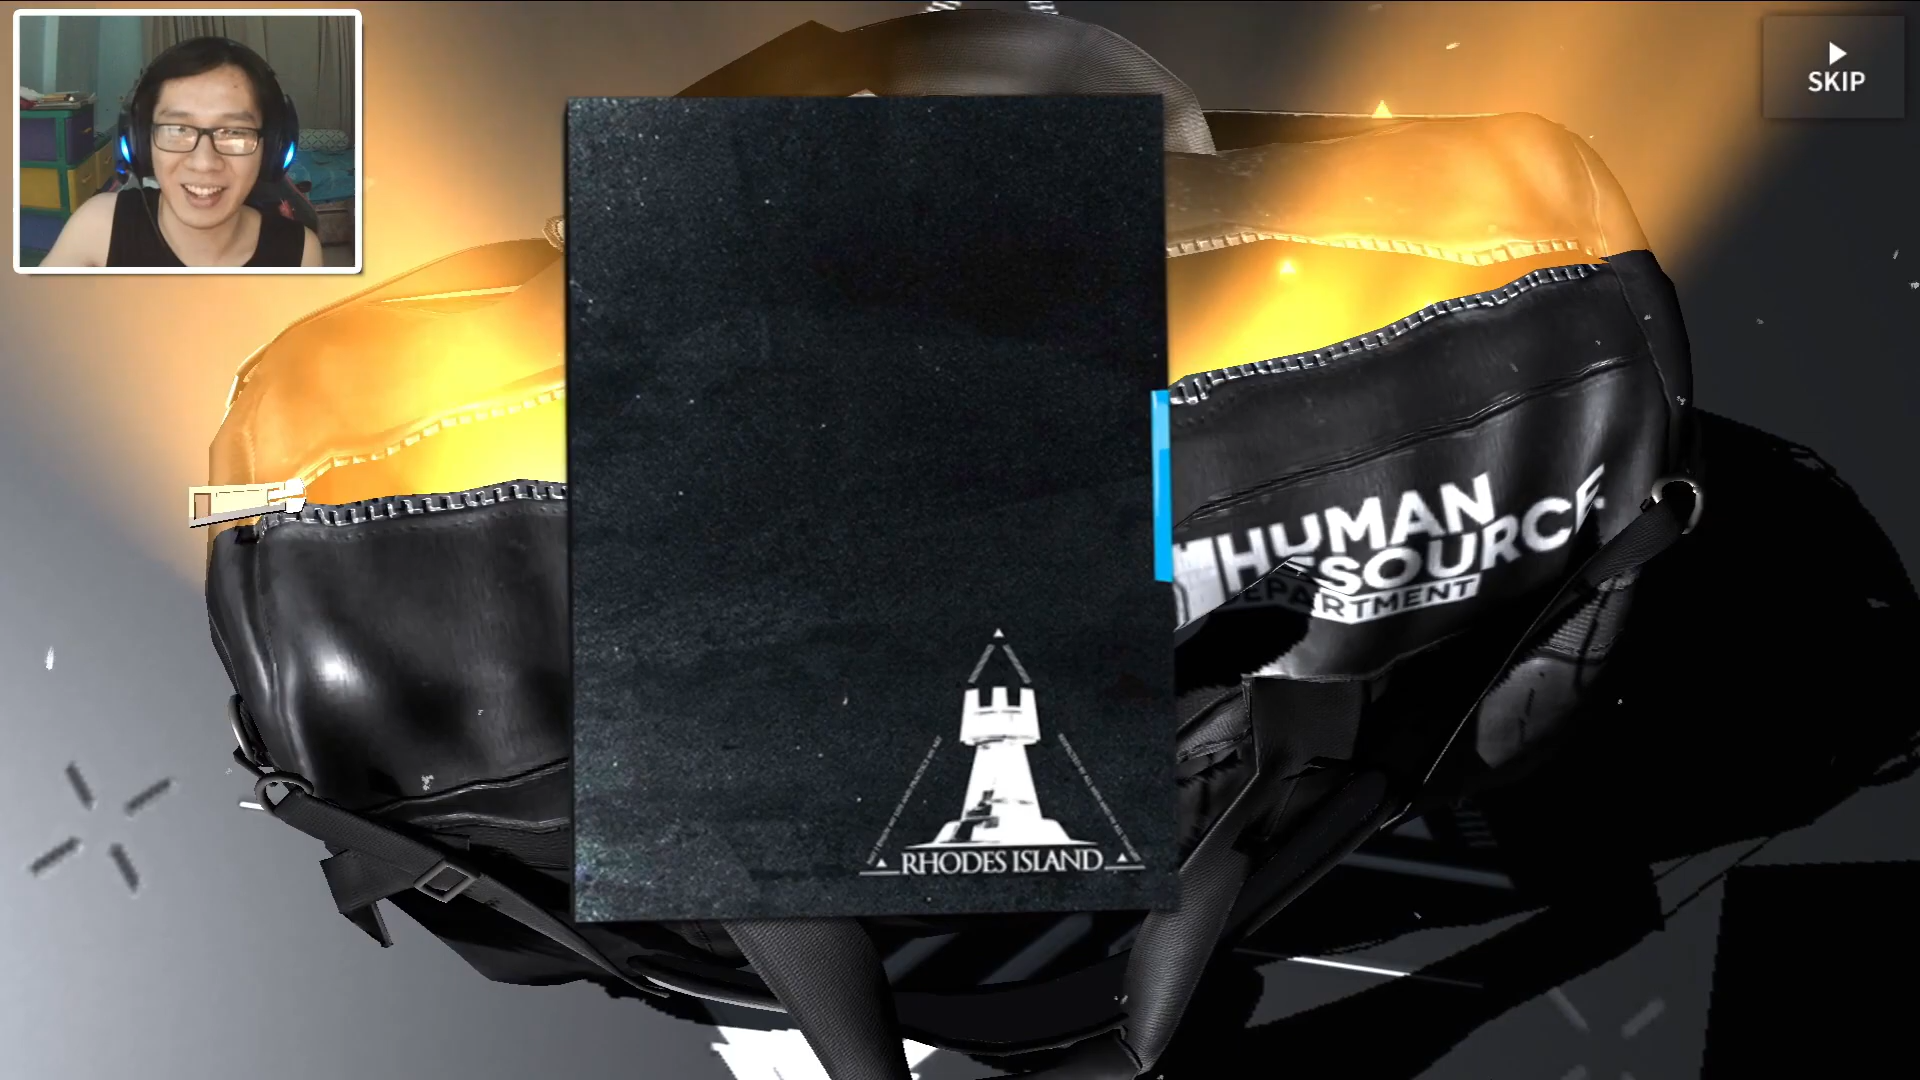 SKIP
HUMAN
RESOURCE
DEPARTMENT
RHODES ISLAND